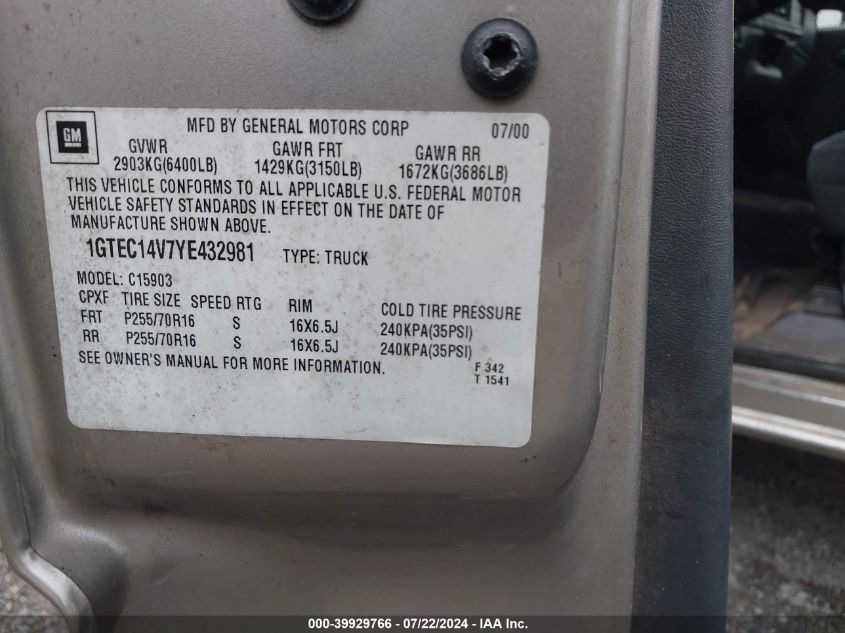 GM
MFD BY GENERAL MOTORS CORP 07/00
GVWR GAWR FRT GAWR RR
2903KG(6400LB) 1429KG(3150LB) 1672KG(3686LB)
THIS VEHICLE CONFORMS TO ALL APPLICABLE U.S. FEDERAL MOTOR
VEHICLE SAFETY STANDARDS IN EFFECT ON THE DATE OF
MANUFACTURE SHOWN ABOVE.
1GTEC14V7YE432981 TYPE: TRUCK
MODEL: C15903
CPXF TIRE SIZE SPEED RTG RIM COLD TIRE PRESSURE
FRT P255/70R16 S 16X6.5J 240KPA(35PSI)
RR P255/70R16 S 16X6.5J 240KPA(35PSI)
SEE OWNER'S MANUAL FOR MORE INFORMATION.
F 342
T 1541
000-39929766 - 07/22/2024 - IAA Inc.